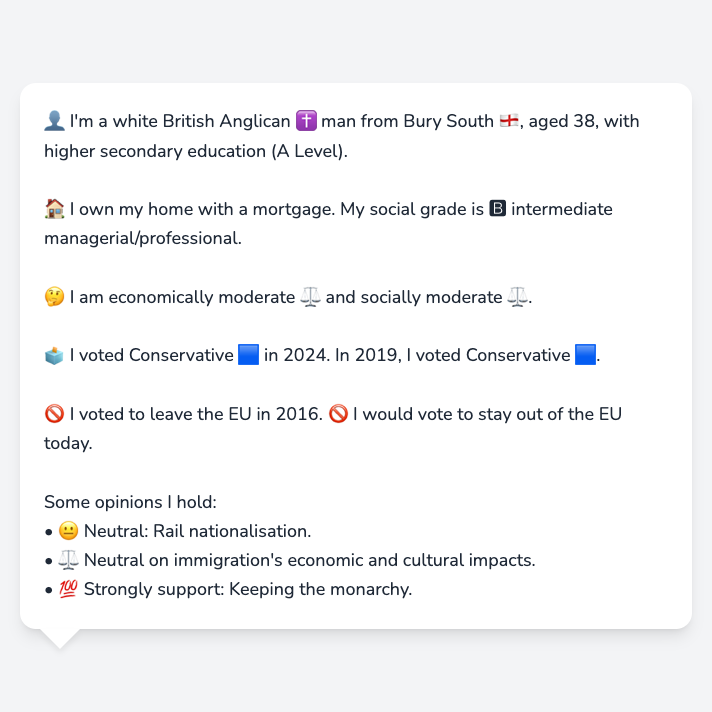 👤 I'm a white British Anglican ✝️ man from Bury South 🏴󠁧󠁢󠁥󠁮󠁧󠁿, aged 38, with
higher secondary education (A Level).
🏠 I own my home with a mortgage. My social grade is 🅱 intermediate
managerial/professional.
🤔 I am economically moderate ⚖️ and socially moderate ⚖️.
🗳️ I voted Conservative 🟦 in 2024. In 2019, I voted Conservative 🟦.
🚫 I voted to leave the EU in 2016. 🚫 I would vote to stay out of the EU
today.
Some opinions I hold:
• 😐 Neutral: Rail nationalisation.
• ⚖️ Neutral on immigration's economic and cultural impacts.
• 💯 Strongly support: Keeping the monarchy.